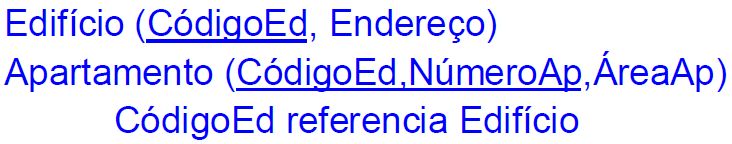 Edifício (CódigoEd, Endereço)
Apartamento (CódigoEd,NúmeroAp,ÁreaAp)
CódigoEd referencia Edifício